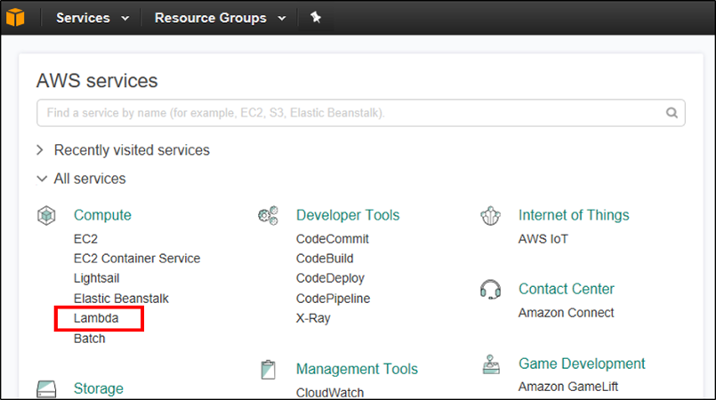 Services
Resource Groups
AWS services
Find a service by name (for example, EC2, S3, Elastic Beanstalk).
Recently visited services
All services
Compute
EC2
EC2 Container Service
Lightsail
Elastic Beanstalk
Lambda
Batch
Storage
Developer Tools
CodeCommit
CodeBuild
CodeDeploy
CodePipeline
X-Ray
Management Tools
CloudWatch
Internet of Things
AWS IoT
Contact Center
Amazon Connect
Game Development
Amazon GameLift